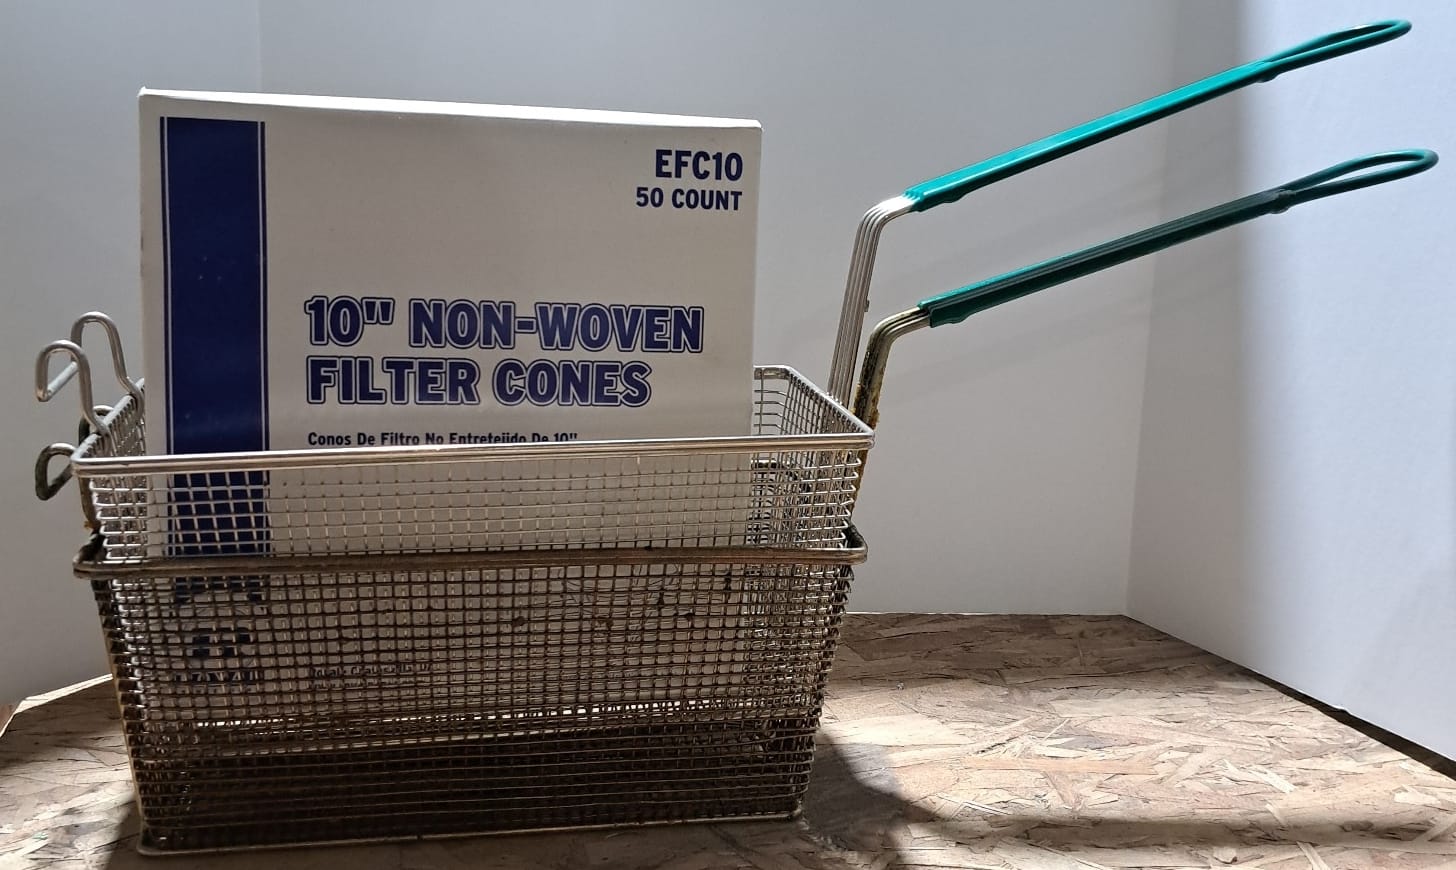 EFC10
50 COUNT
10" NON-WOVEN
FILTER CONES
Conos De Filtro No Entretejido De 10"